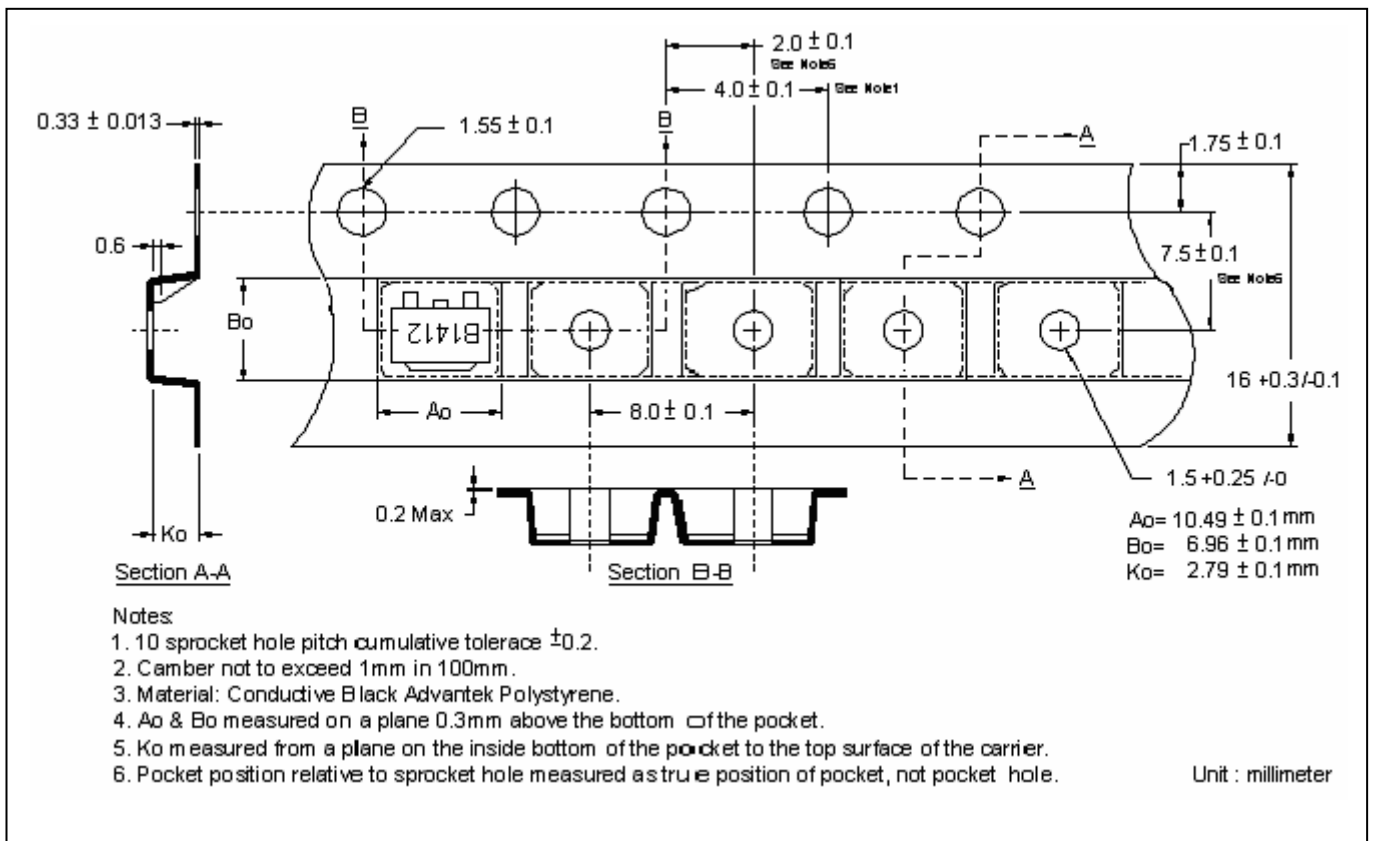 2.0 ± 0.1
See Note6
4.0 ± 0.1 See Note1
0.33 ± 0.013
B
1.55 ± 0.1
B
A
1.75 ± 0.1
0.6
7.5 ± 0.1
See Note6
Bo
B1412
16 +0.3/-0.1
Ao
8.0 ± 0.1
A
1.5 +0.25 /-0
0.2 Max
Ko
Ao= 10.49 ± 0.1 mm
Bo= 6.96 ± 0.1 mm
Ko= 2.79 ± 0.1 mm
Section A-A
Section B-B
Notes:
1. 10 sprocket hole pitch cumulative tolerace ±0.2.
2. Camber not to exceed 1mm in 100mm.
3. Material: Conductive Black Advantek Polystyrene.
4. Ao & Bo measured on a plane 0.3mm above the bottom of the pocket.
5. Ko measured from a plane on the inside bottom of the pocket to the top surface of the carrier.
6. Pocket position relative to sprocket hole measured as true position of pocket, not pocket hole.
Unit : millimeter